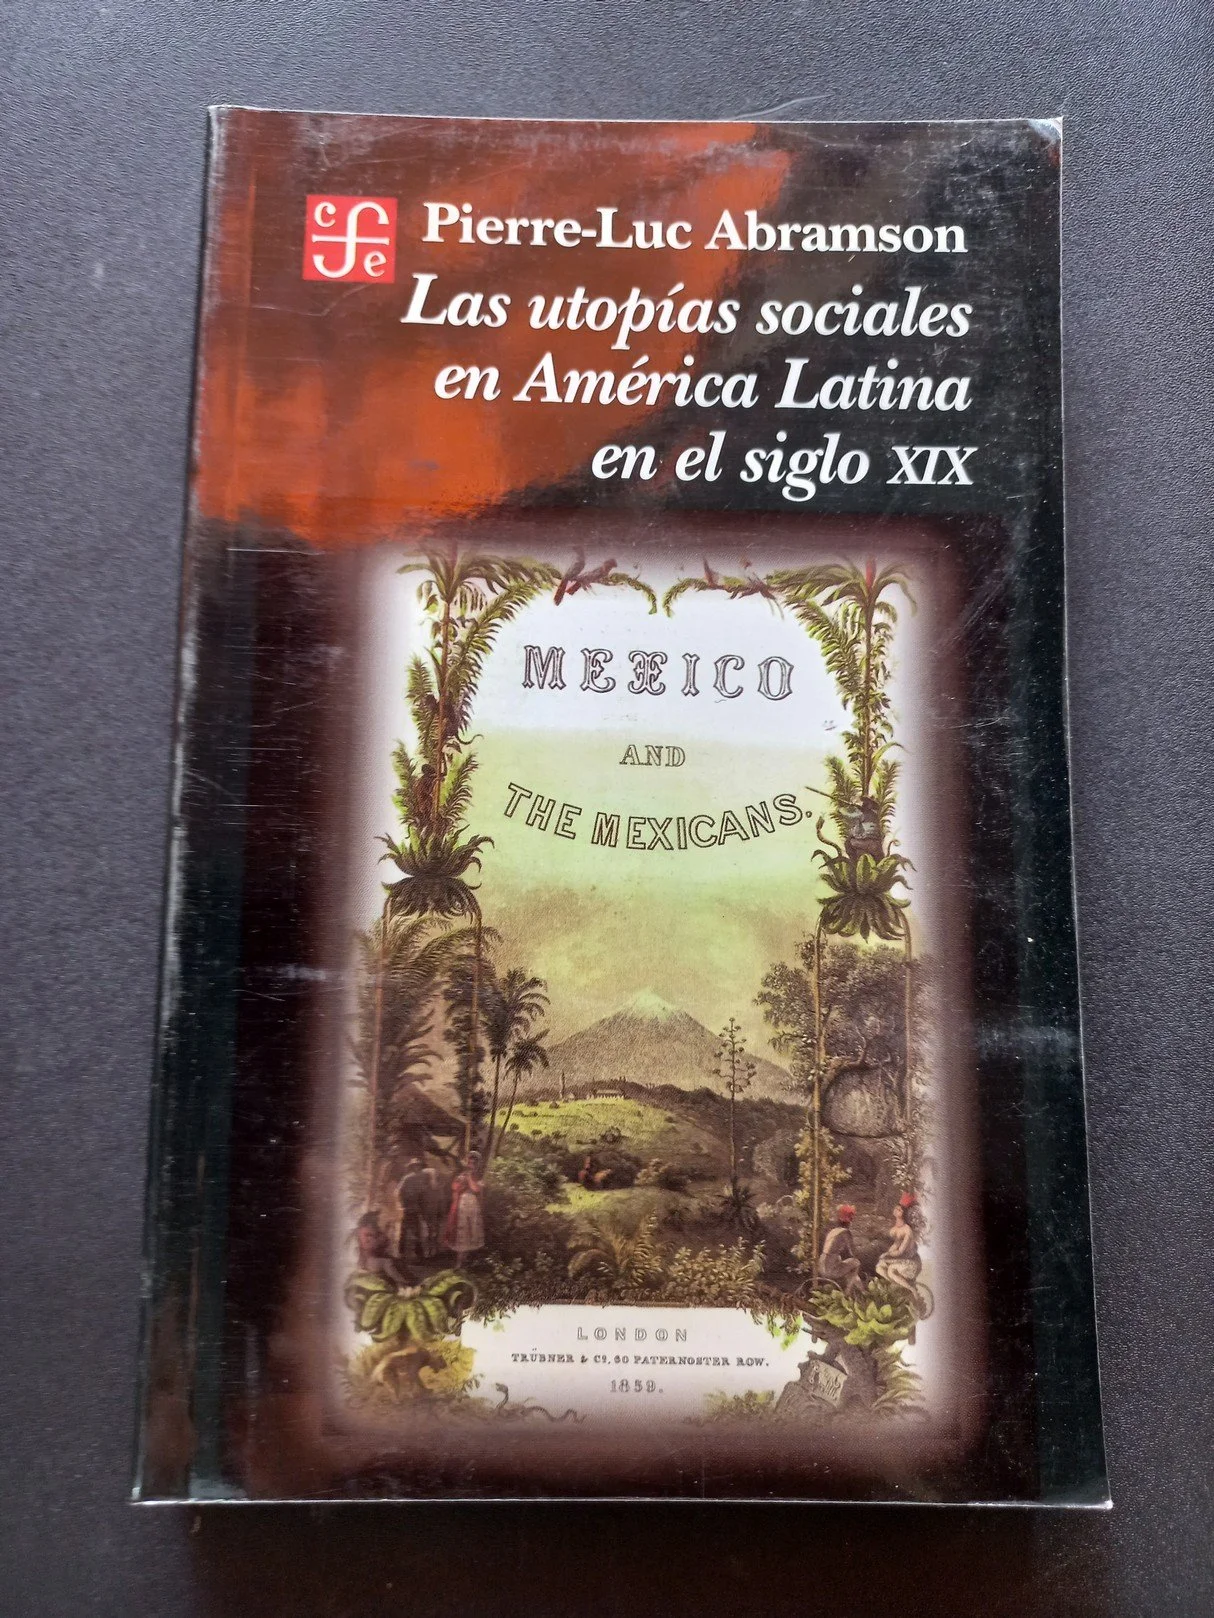 cfe
Pierre-Luc Abramson
Las utopías sociales
en América Latina
en el siglo XIX
MEXICO
AND
THE MEXICANS.
LONDON
TRÜBNER & Cº, 60 PATERNOSTER ROW.
1859.